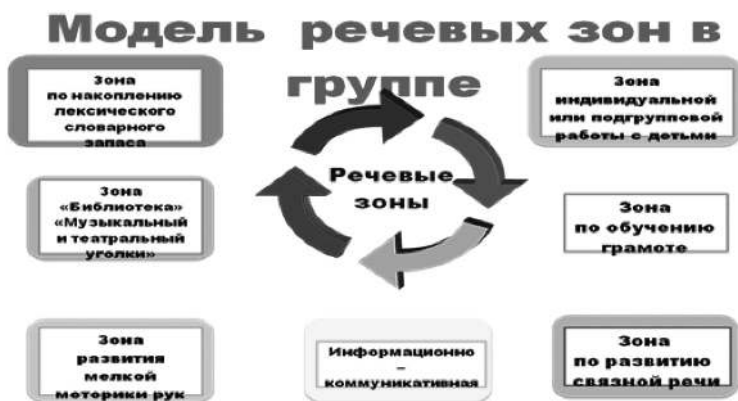 Модель речевых зон в
группе
Зона
по накоплению
лексического
словарного
запаса
Зона
индивидуальной
или подгрупповой
работы с детьми
Речевые
зоны
Зона
«Библиотека»
«Музыкальный
и театральный
уголки»
Зона
по обучению
грамоте
Зона
развития
мелкой
моторики рук
Информационно
–
коммуникативная
Зона
по развитию
связной речи